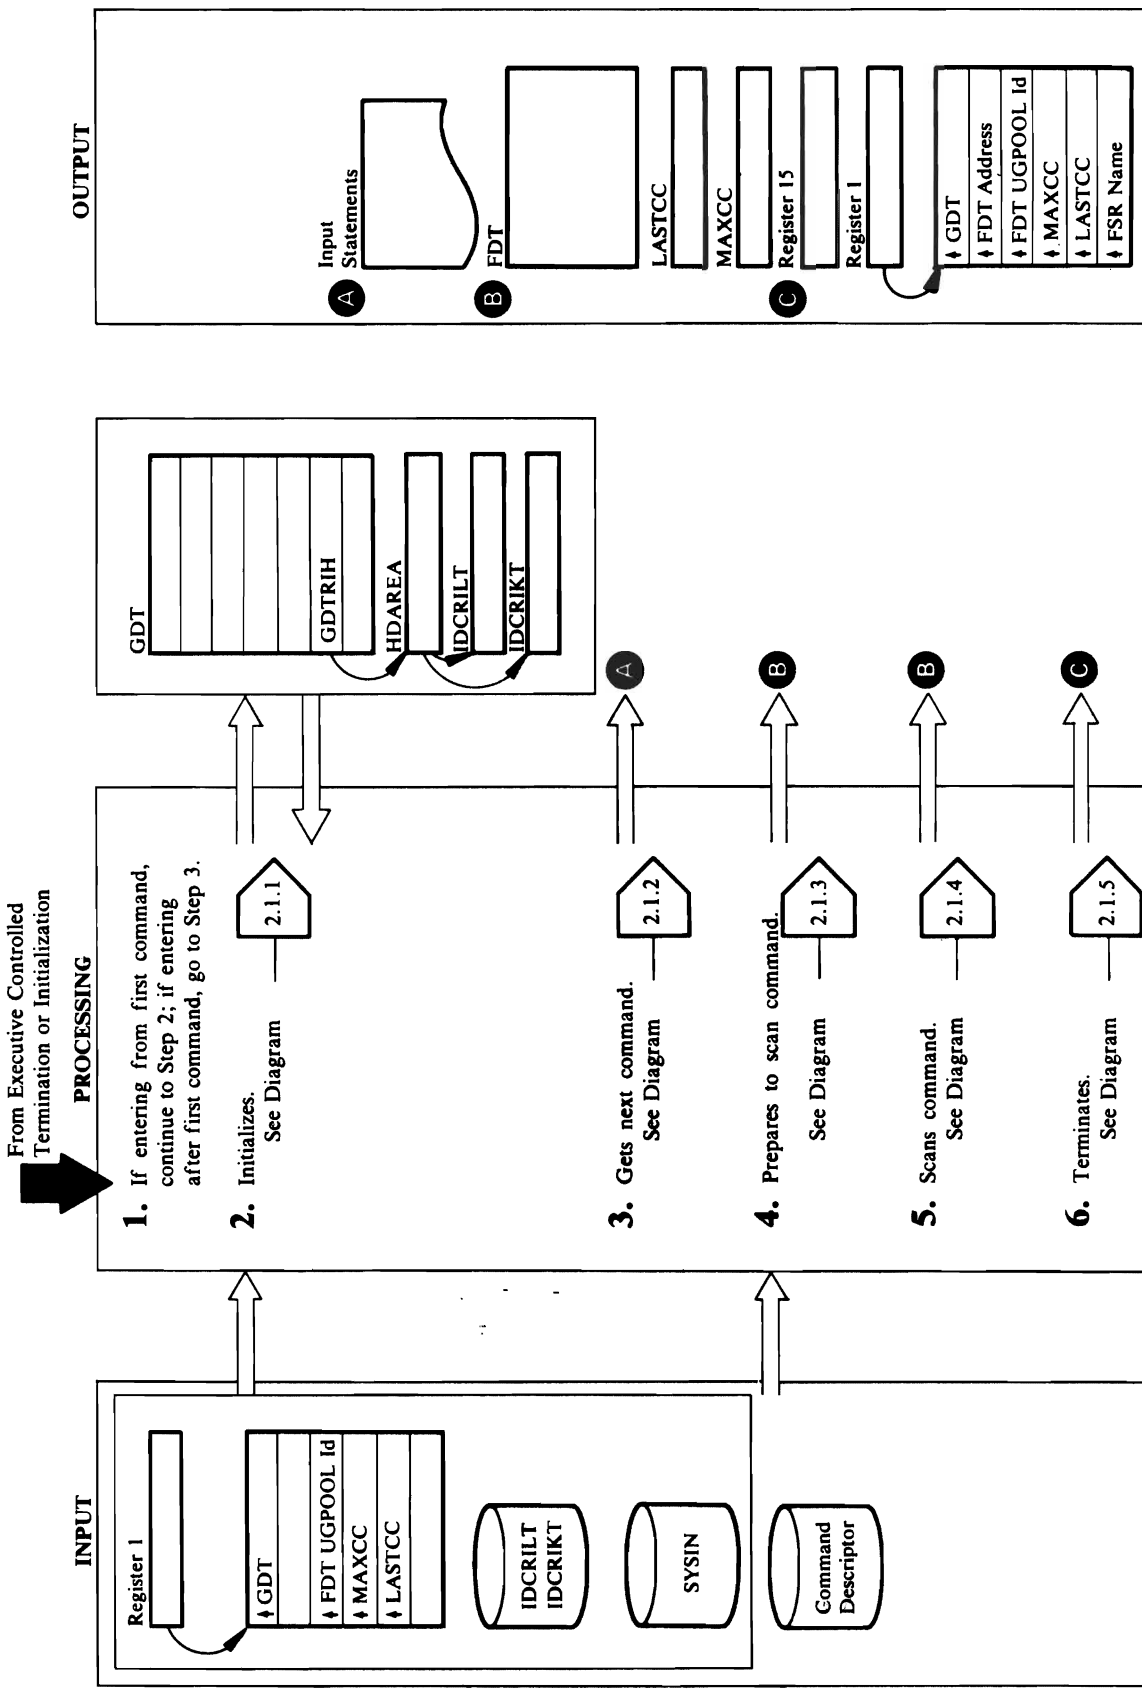 From Executive Controlled
Termination or Initialization
INPUT
Register 1
GDT
FDT UGPOOL Id
MAXCC
LASTCC
IDCRILT
IDCRIKT
SYSIN
Command
Descriptor
PROCESSING
1. If entering from first command,
continue to Step 2; if entering
after first command, go to Step 3.
2. Initializes.
See Diagram
2.1.1
3. Gets next command.
See Diagram
2.1.2
4. Prepares to scan command.
See Diagram
2.1.3
5. Scans command.
See Diagram
2.1.4
6. Terminates.
See Diagram
2.1.5
GDT
GDTRIH
HDAREA
IDCRILT
IDCRIKT
A
B
B
C
OUTPUT
A
Input
Statements
B
FDT
LASTCC
MAXCC
C
Register 15
Register 1
GDT
FDT Address
FDT UGPOOL Id
MAXCC
LASTCC
FSR Name